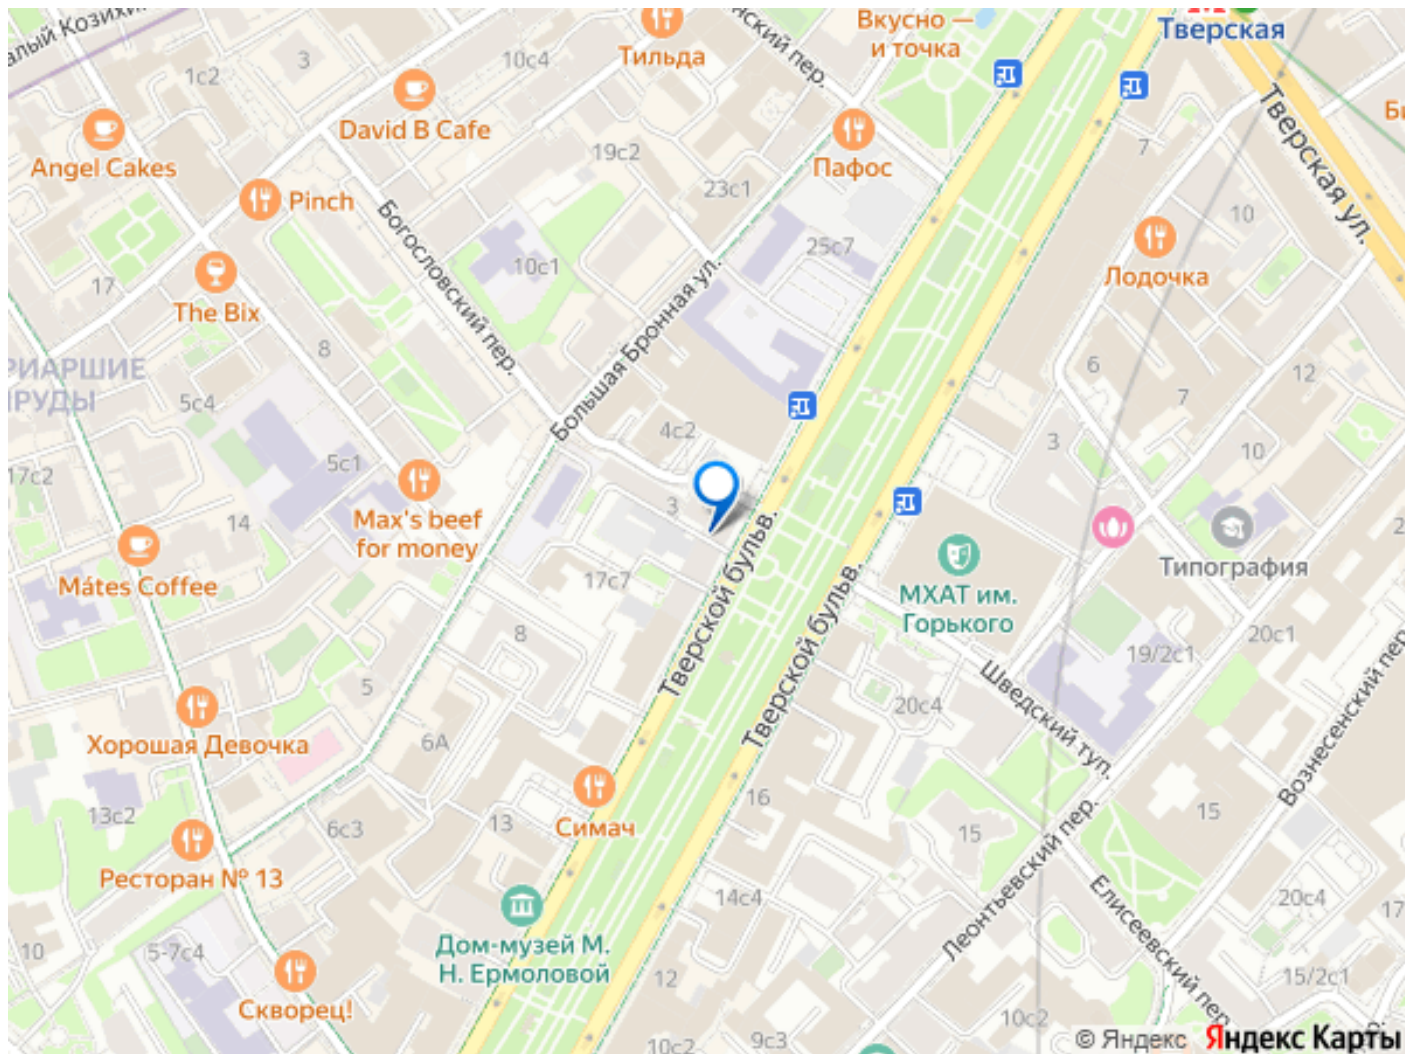 Вкусно —
и точка
Тверская
Тильда
10с4
3
1с2
David B Cafe
Angel Cakes
Пафос
19с2
23с1
7
Тверская ул.
Pinch
10
25с7
Лодочка
10с1
17
The Bix
Богословский пер.
Большая Бронная ул.
8
6
12
7
5с4
4с2
3
10
17с2
5с1
14
Max's beef
for money
3
Типография
МХАТ им.
Горького
Mátes Coffee
17с7
Тверской бульв.
Тверской бульв.
8
20с1
19/2с1
Шведский туп.
20с4
5
Хорошая Девочка
6А
Вознесенский пер
13с2
6с3
13
Симач
16
15
15
Леонтьевский пер.
Ресторан № 13
14с4
20с4
17
Елисеевский пер.
10
5-7с4
Дом-музей М.
Н. Ермоловой
12
15/2с1
Скворец!
10с2
9с3
10с2
© Яндекс Яндекс Карты